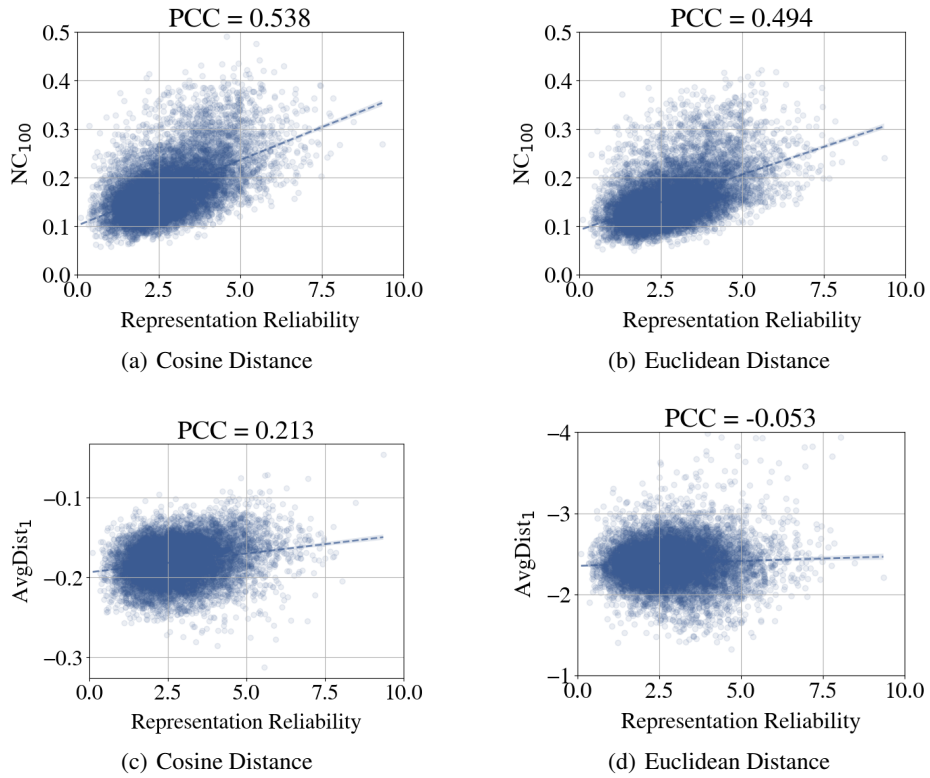 PCC = 0.538
0.5
0.4
0.3
0.2
0.1
0.0
NC100
0.0 2.5 5.0 7.5 10.0
Representation Reliability
(a) Cosine Distance
PCC = 0.494
0.5
0.4
0.3
0.2
0.1
0.0
NC100
0.0 2.5 5.0 7.5 10.0
Representation Reliability
(b) Euclidean Distance
PCC = 0.213
−0.1
−0.2
−0.3
AvgDist1
0.0 2.5 5.0 7.5 10.0
Representation Reliability
(c) Cosine Distance
PCC = -0.053
−4
−3
−2
−1
AvgDist1
0.0 2.5 5.0 7.5 10.0
Representation Reliability
(d) Euclidean Distance